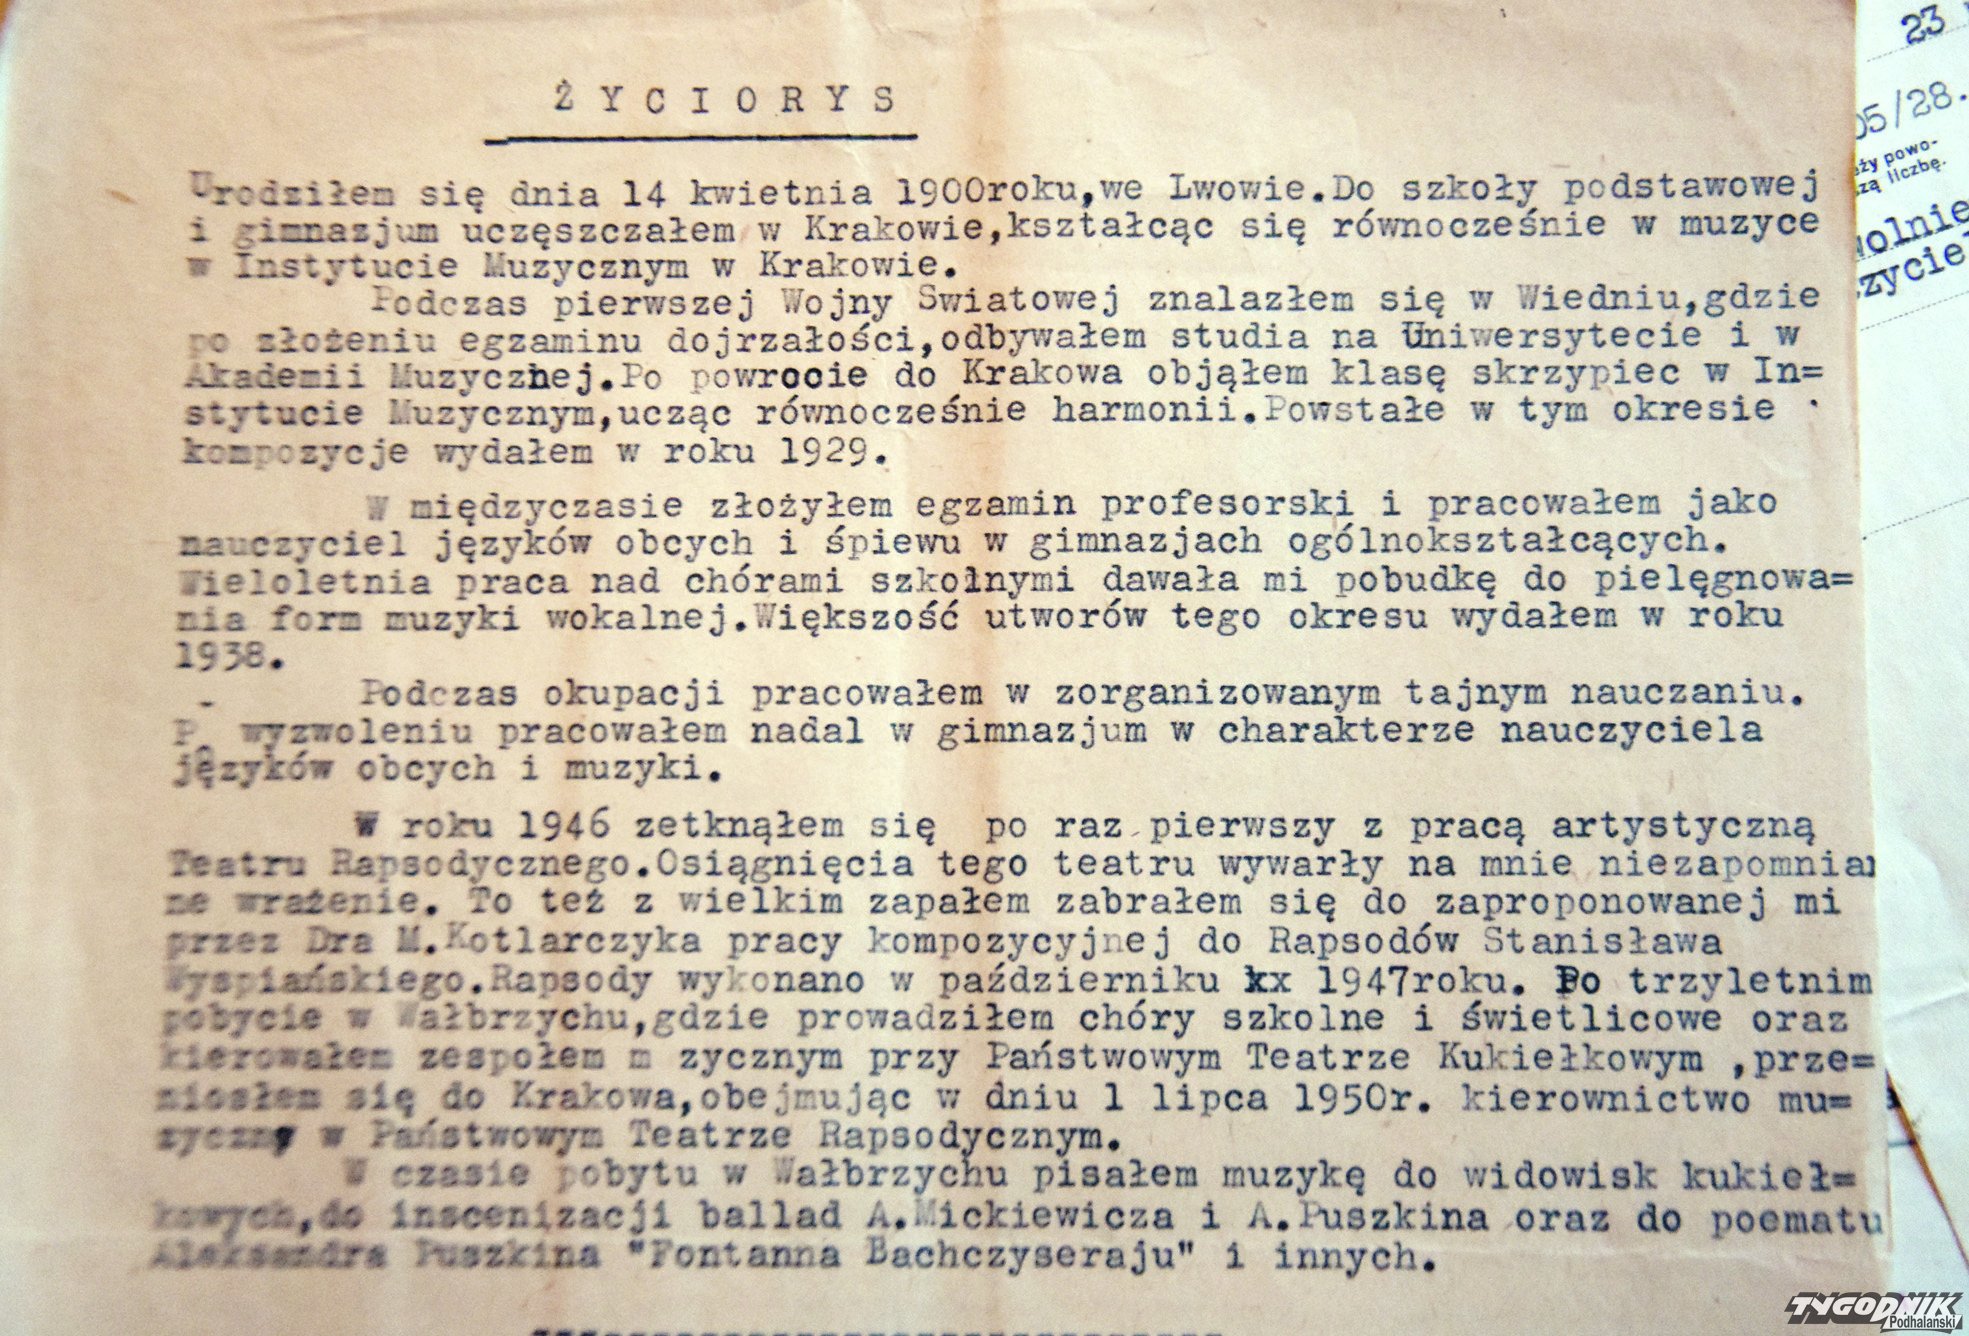 ŻYCIORYS
Urodziłem się dnia 14 kwietnia 1900roku,we Lwowie.Do szkoły podstawowej
i gimnazjum uczęszczałem w Krakowie,kształcąc się równocześnie w muzyce
w Instytucie Muzycznym w Krakowie.
Podczas pierwszej Wojny Swiatowej znalazłem się w Wiedniu,gdzie
po złożeniu egzaminu dojrzałości,odbywałem studia na Uniwersytecie i w
Akademii Muzycznej.Po powrocie do Krakowa objąłem klasę skrzypiec w In=
stytucie Muzycznym,ucząc równocześnie harmonii.Powstałe w tym okresie
kompozycje wydałem w roku 1929.
W międzyczasie złożyłem egzamin profesorski i pracowałem jako
nauczyciel języków obcych i śpiewu w gimnazjach ogólnokształcących.
Wieloletnia praca nad chórami szkolnymi dawała mi pobudkę do pielęgnowa=
nia form muzyki wokalnej.Większość utworów tego okresu wydałem w roku
1938.
Podczas okupacji pracowałem w zorganizowanym tajnym nauczaniu.
Po wyzwoleniu pracowałem nadal w gimnazjum w charakterze nauczyciela
języków obcych i muzyki.
W roku 1946 zetknąłem się po raz pierwszy z pracą artystyczną
Teatru Rapsodycznego.Osiągnięcia tego teatru wywarły na mnie niezapomnia
ne wrażenie. To też z wielkim zapałem zabrałem się do zaproponowanej mi
przez Dra M.Kotlarczyka pracy kompozycyjnej do Rapsodów Stanisława
Wyspiańskiego.Rapsody wykonano w październiku xx 1947roku. Po trzyletnim
pobycie w Wałbrzychu,gdzie prowadziłem chóry szkolne i świetlicowe oraz
kierowałem zespołem m zycznym przy Państwowym Teatrze Kukiełkowym ,prze=
niosłem się do Krakowa,obejmując w dniu 1 lipca 1950r. kierownictwo mu=
zyczny w Państwowym Teatrze Rapsodycznym.
W czasie pobytu w Wałbrzychu pisałem muzykę do widowisk kukieł=
kowych,do inscenizacji ballad A.Mickiewicza i A.Puszkina oraz do poematu
Aleksandra Puszkina "Fontanna Bachczyseraju" i innych.
23
05/28.
eży powo-
szą liczbę.
wolnie
zycie
TYGODNIK
Podhalański